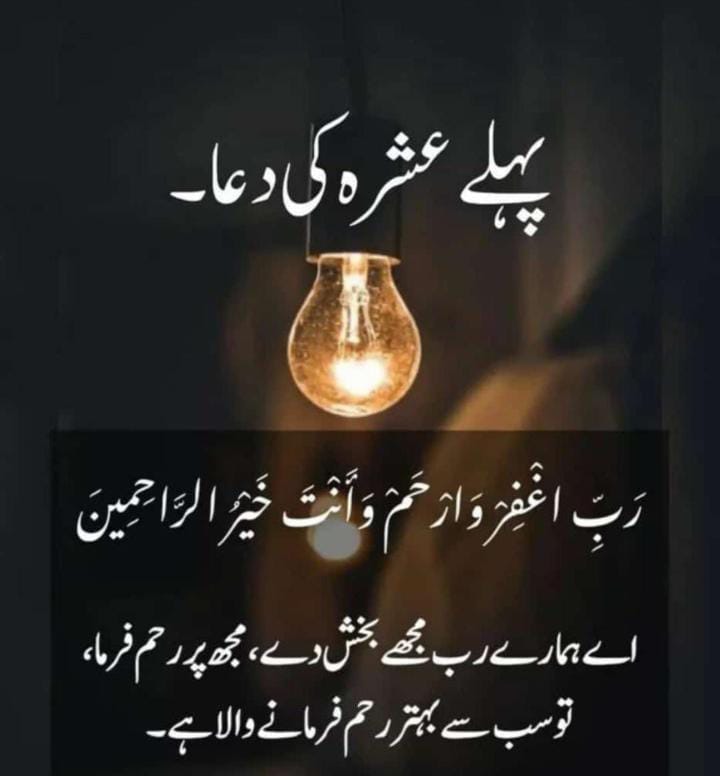 پہلے عشرہ کی دعا۔
رَبِّ اغْفِرْ وَارْحَمْ وَأَنْتَ خَيْرُ الرَّاحِمِينَ
اے ہمارے رب مجھے بخش دے، مجھ پر رحم فرما،
تو سب سے بہتر رحم فرمانے والا ہے۔